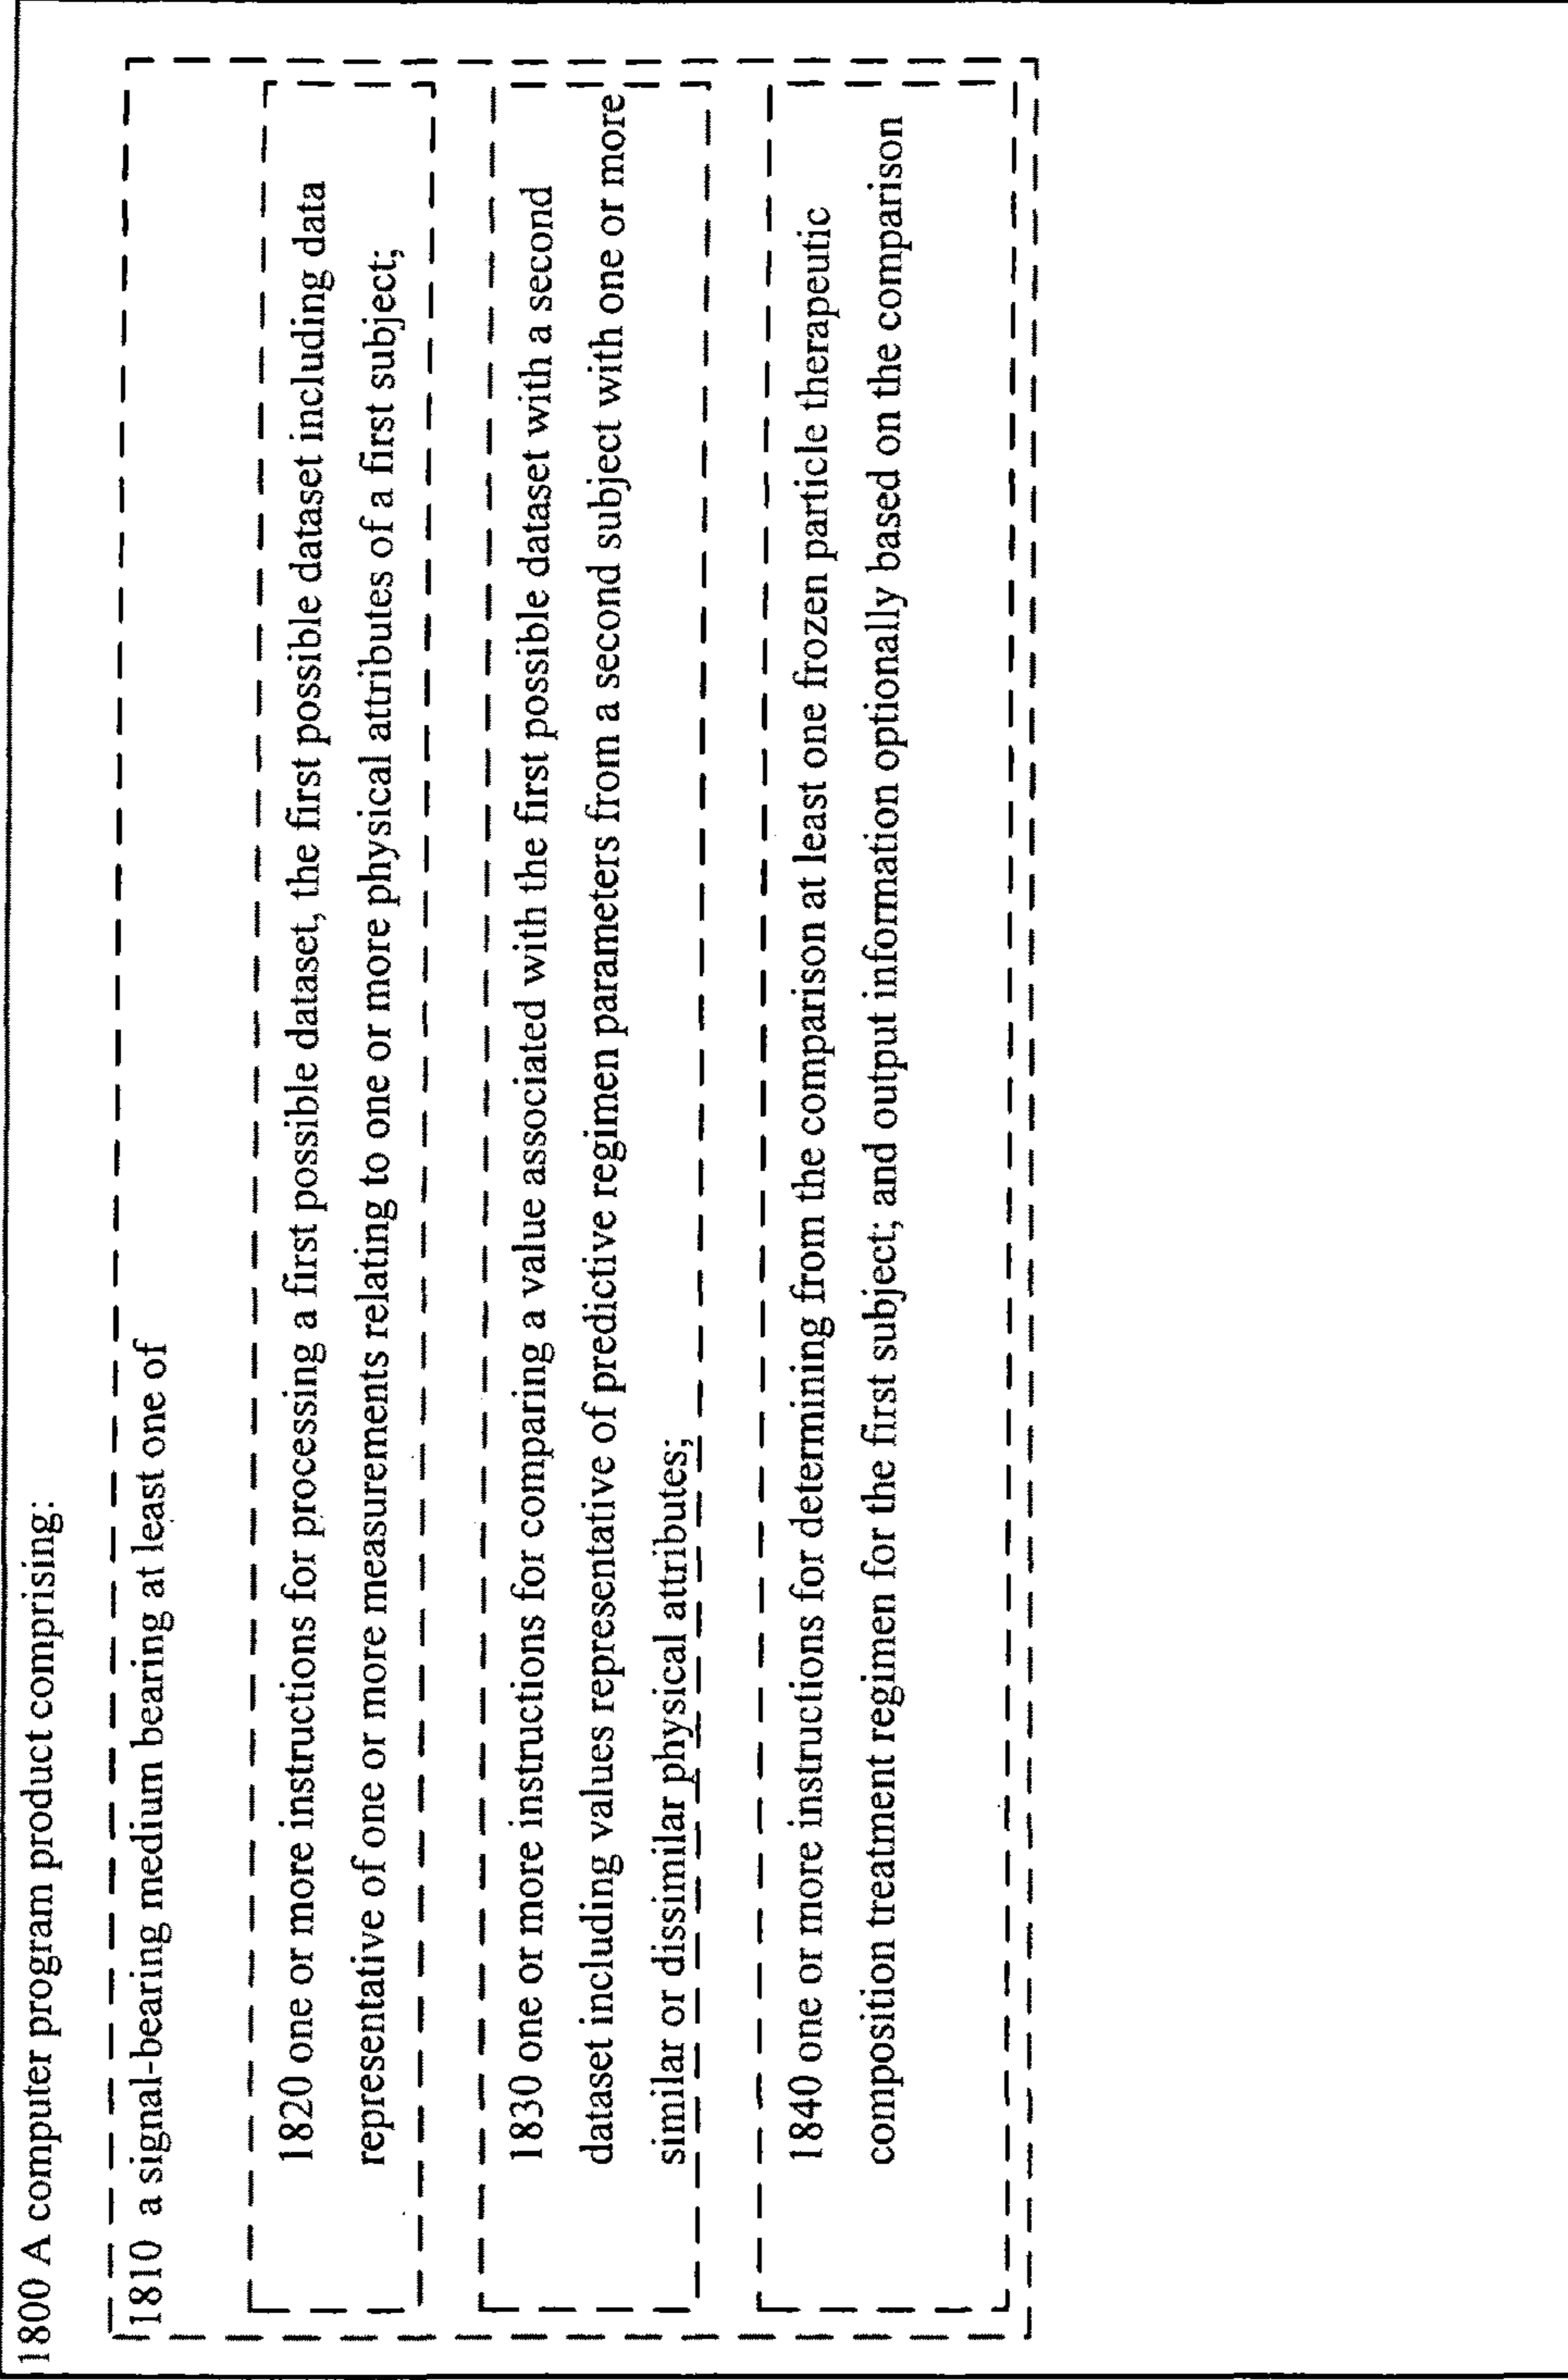 1800 A computer program product comprising:
1810 a signal-bearing medium bearing at least one of
1820 one or more instructions for processing a first possible dataset, the first possible dataset including data
representative of one or more measurements relating to one or more physical attributes of a first subject;
1830 one or more instructions for comparing a value associated with the first possible dataset with a second
dataset including values representative of predictive regimen parameters from a second subject with one or more
similar or dissimilar physical attributes;
1840 one or more instructions for determining from the comparison at least one frozen particle therapeutic
composition treatment regimen for the first subject; and output information optionally based on the comparison